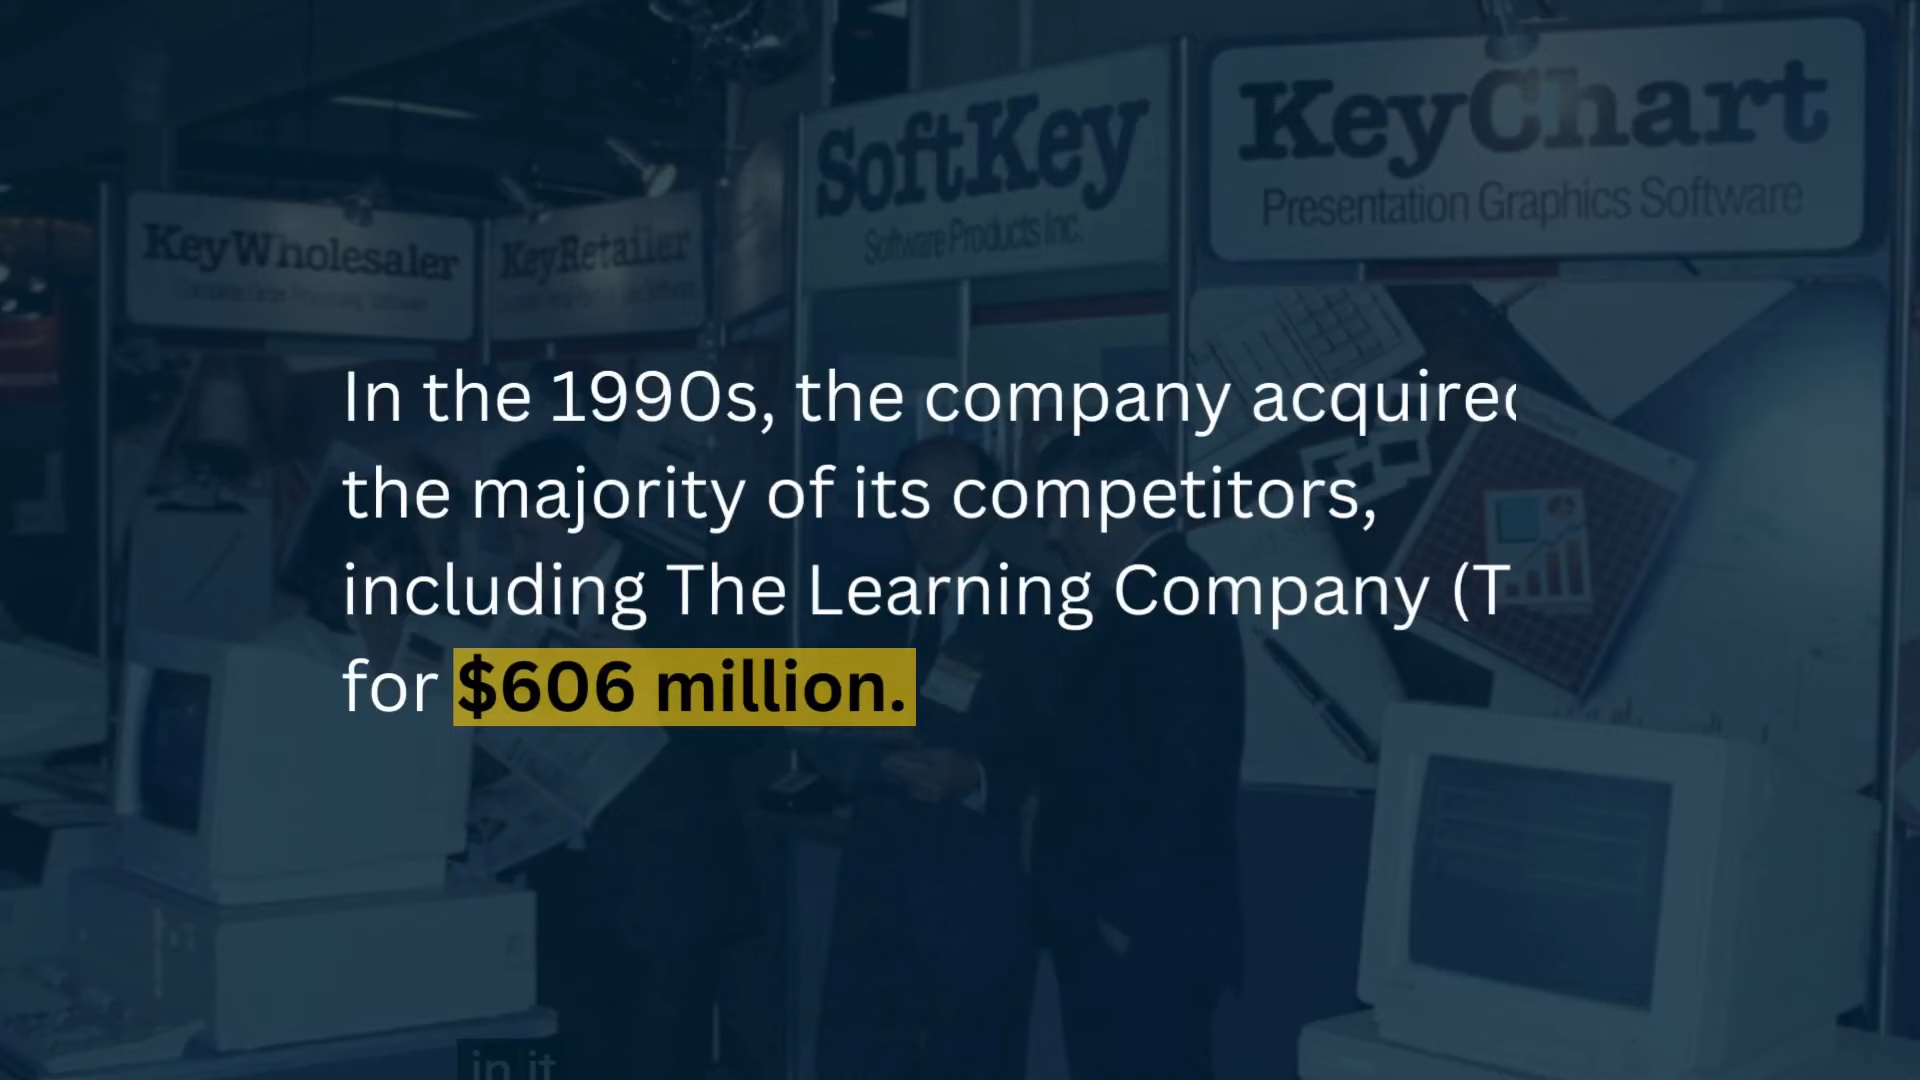 SoftKey
Software Products Inc.
KeyChart
Presentation Graphics Software
KeyWholesaler
KeyRetailer
In the 1990s, the company acquired
the majority of its competitors,
including The Learning Company (T
for $606 million.
in it